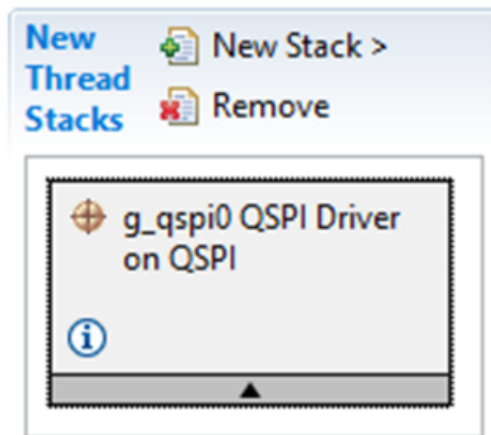 New
Thread
Stacks
New Stack >
Remove
g_qspi0 QSPI Driver
on QSPI